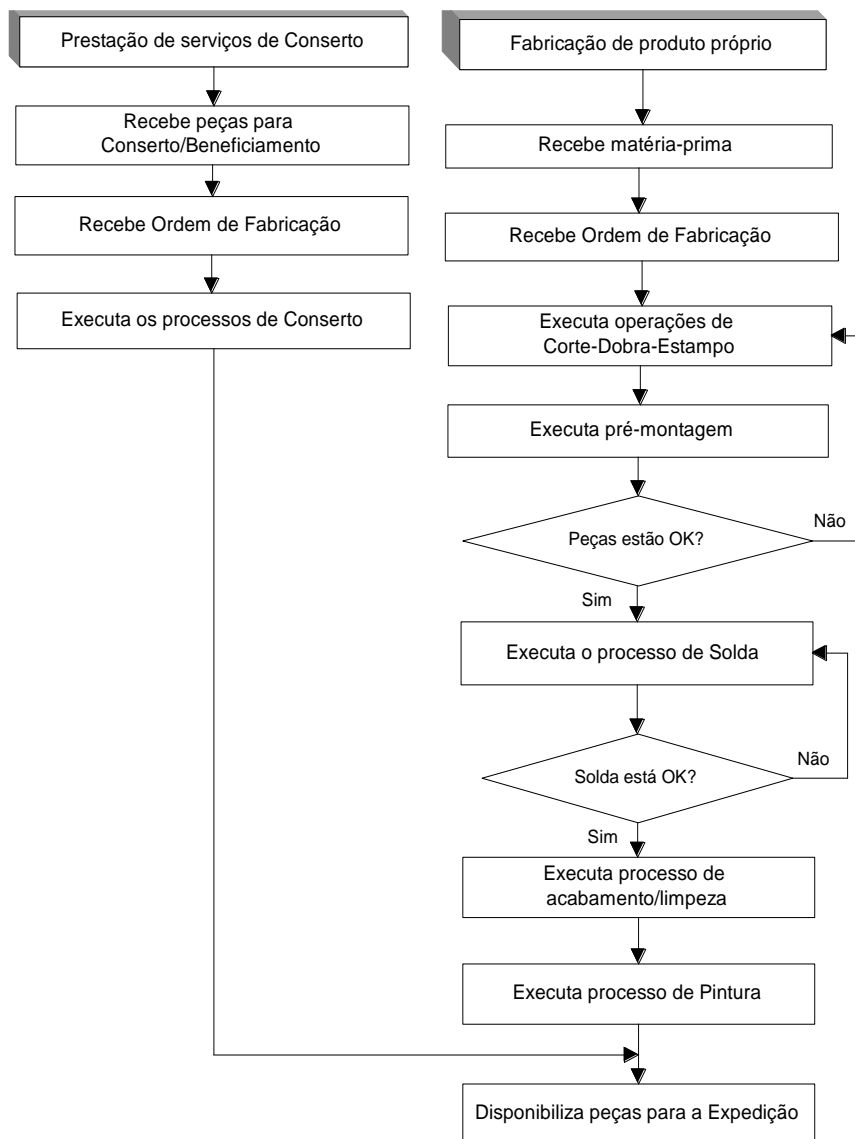 Prestação de serviços de Conserto
Recebe peças para
Conserto/Beneficiamento
Recebe Ordem de Fabricação
Executa os processos de Conserto
Fabricação de produto próprio
Recebe matéria-prima
Recebe Ordem de Fabricação
Executa operações de
Corte-Dobra-Estampo
Executa pré-montagem
Peças estão OK?
Não
Sim
Executa o processo de Solda
Solda está OK?
Não
Sim
Executa processo de
acabamento/limpeza
Executa processo de Pintura
Disponibiliza peças para a Expedição